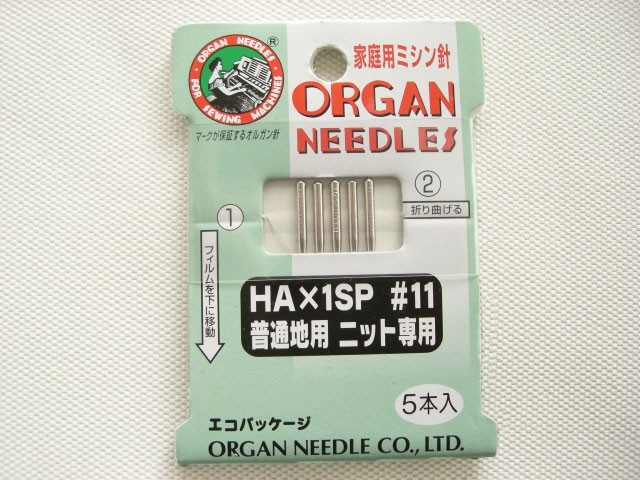 ORGAN NEEDLES
FOR SEWING MACHINES
®
マークが保証するオルガン針
家庭用ミシン針
ORGAN
NEEDLES
1
フィルムを下に移動
2
折り曲げる
HA×1SP #11
普通地用 ニット専用
5本入
エコパッケージ
ORGAN NEEDLE CO., LTD.